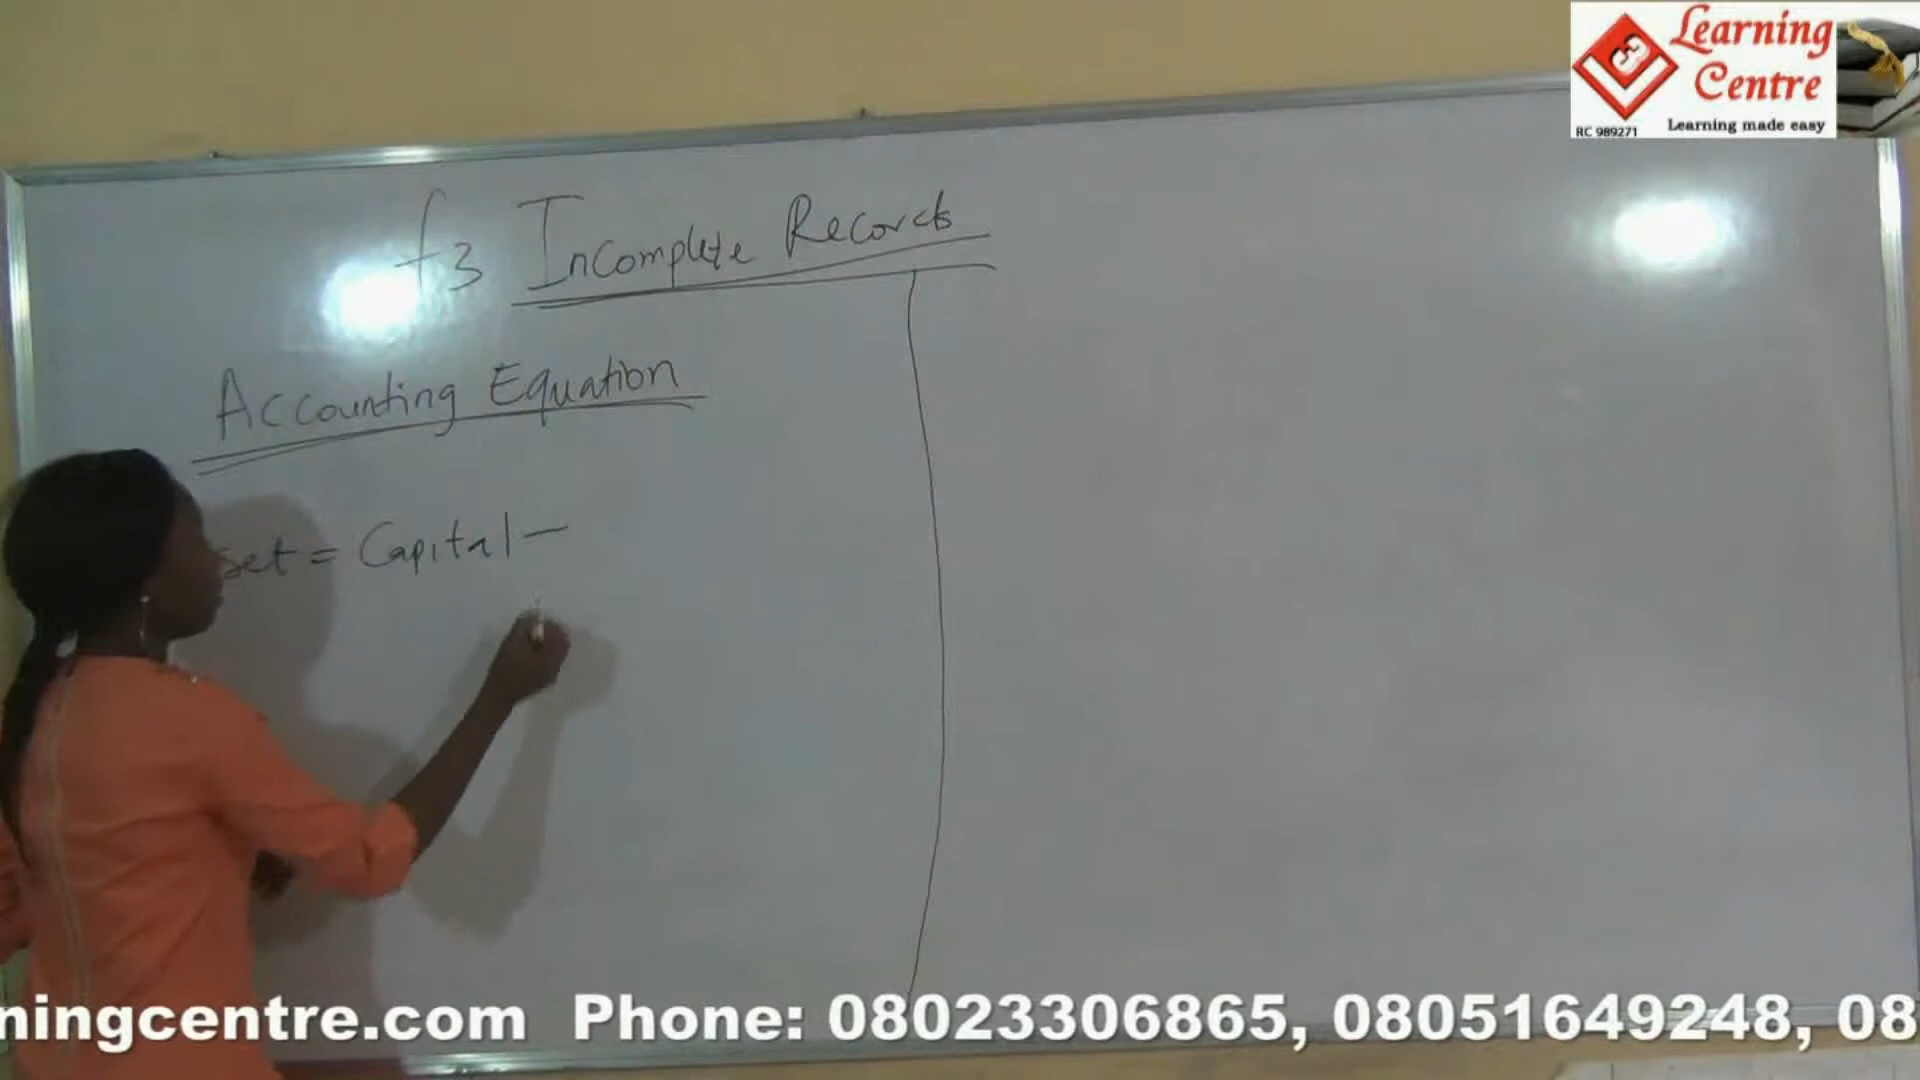 Learning
Centre
RC 989271 Learning made easy
f3 Incomplete Records
Accounting Equation
set = Capital –
ningcentre.com Phone: 08023306865, 08051649248, 08